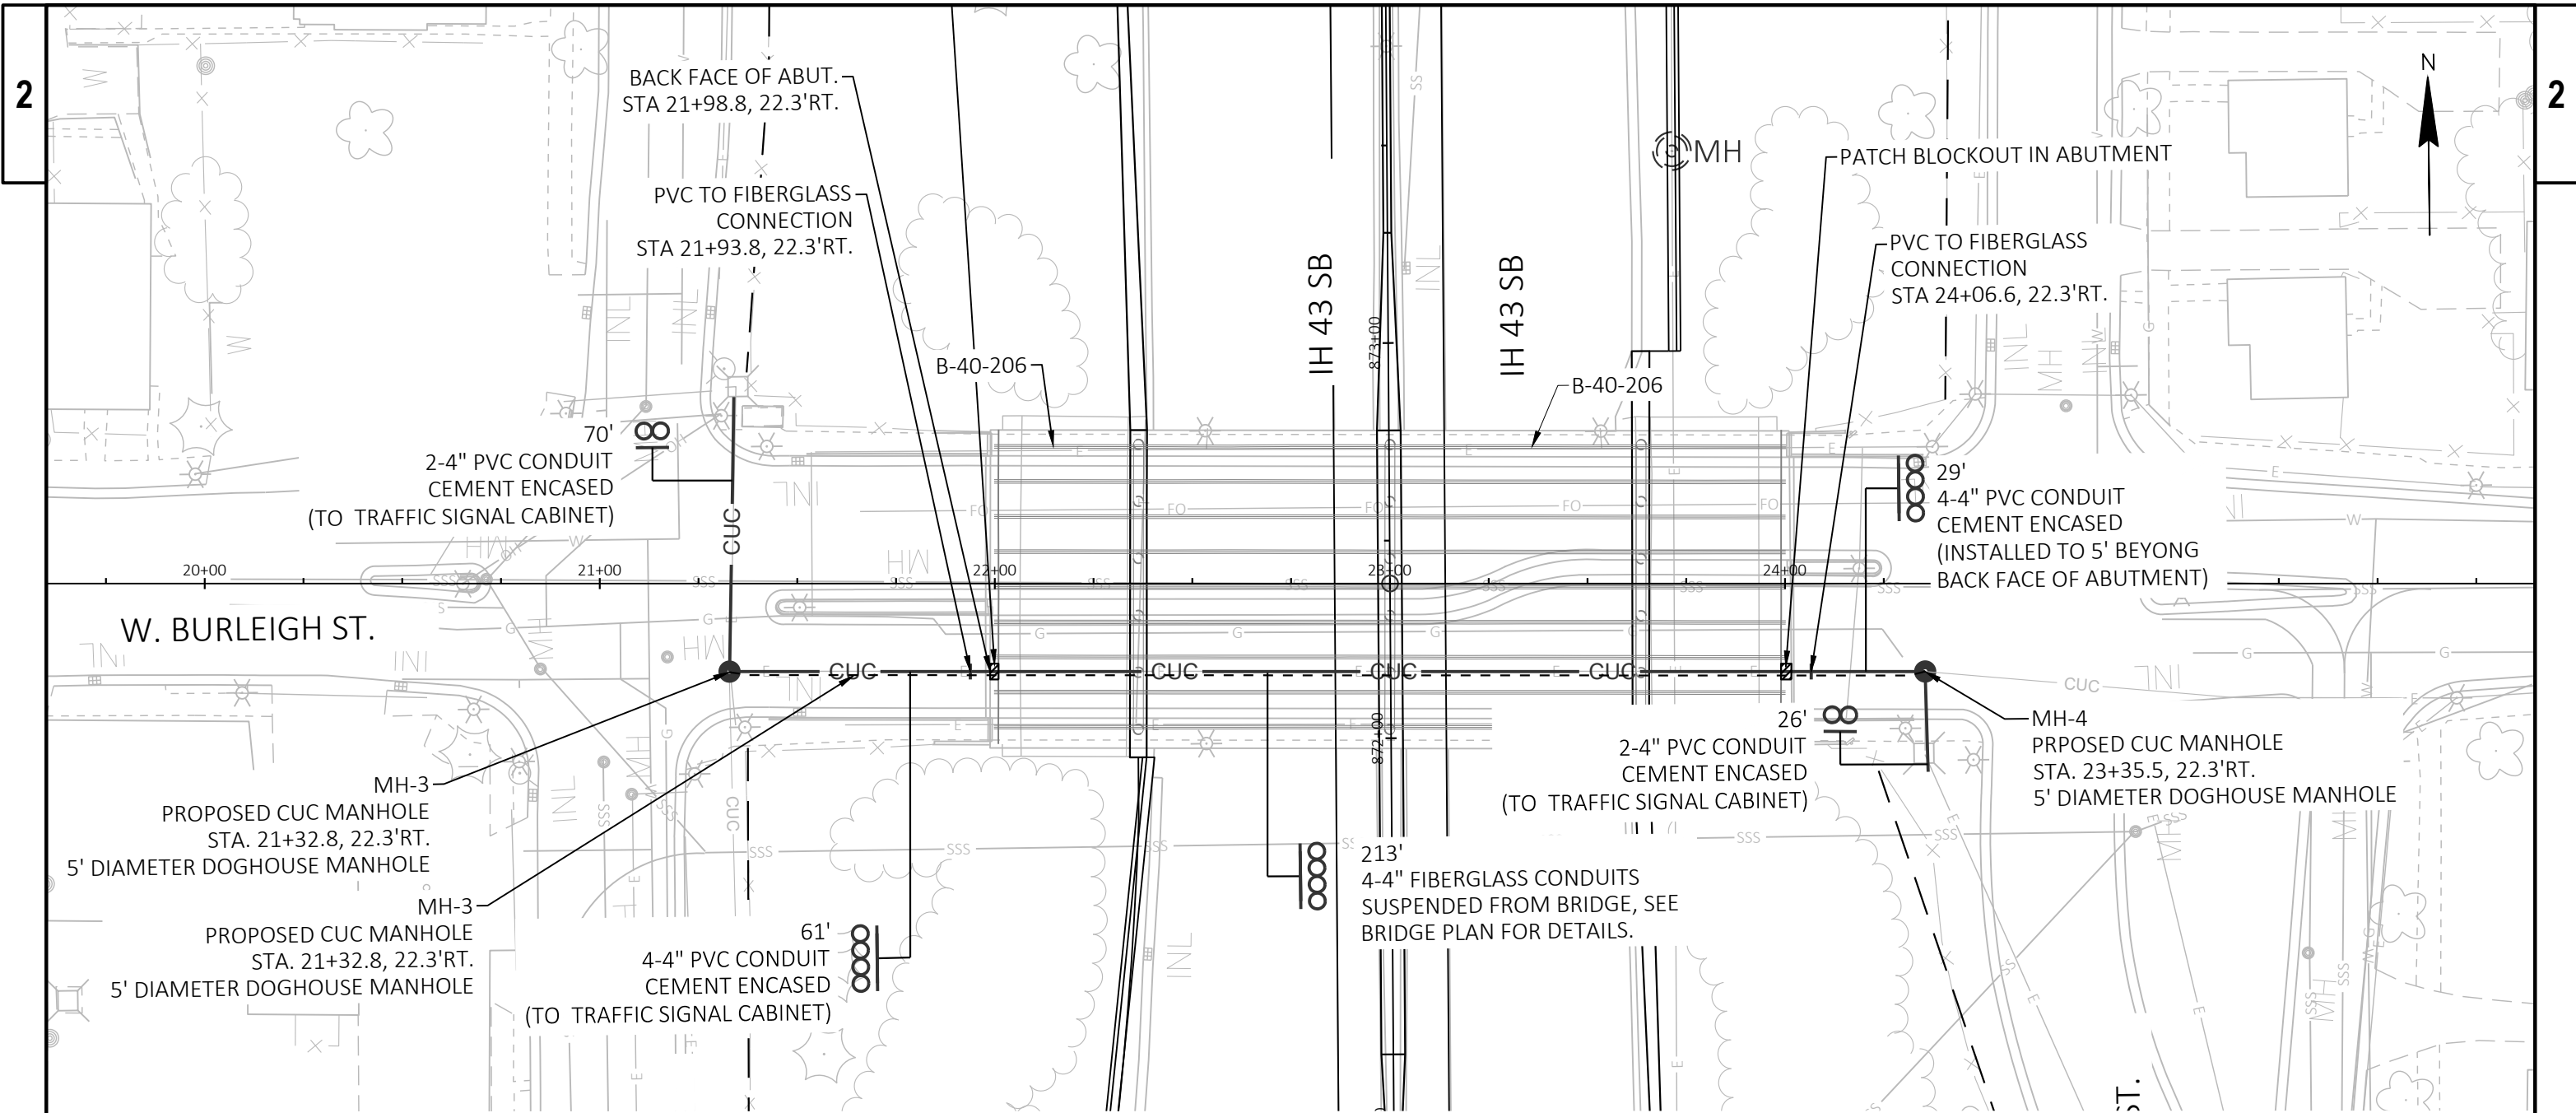 2
2
N
BACK FACE OF ABUT.
STA 21+98.8, 22.3'RT.
PVC TO FIBERGLASS
CONNECTION
STA 21+93.8, 22.3'RT.
MH
PATCH BLOCKOUT IN ABUTMENT
PVC TO FIBERGLASS
CONNECTION
STA 24+06.6, 22.3'RT.
IH 43 SB
IH 43 SB
873+00
B-40-206
B-40-206
70'
2-4" PVC CONDUIT
CEMENT ENCASED
(TO TRAFFIC SIGNAL CABINET)
29'
4-4" PVC CONDUIT
CEMENT ENCASED
(INSTALLED TO 5' BEYONG
BACK FACE OF ABUTMENT)
CUC
20+00
21+00
22+00
23+00
24+00
W. BURLEIGH ST.
CUC
CUC
CUC
CUC
CUC
CUC
872+00
MH-3
PROPOSED CUC MANHOLE
STA. 21+32.8, 22.3'RT.
5' DIAMETER DOGHOUSE MANHOLE
MH-3
PROPOSED CUC MANHOLE
STA. 21+32.8, 22.3'RT.
5' DIAMETER DOGHOUSE MANHOLE
61'
4-4" PVC CONDUIT
CEMENT ENCASED
(TO TRAFFIC SIGNAL CABINET)
213'
4-4" FIBERGLASS CONDUITS
SUSPENDED FROM BRIDGE, SEE
BRIDGE PLAN FOR DETAILS.
26'
2-4" PVC CONDUIT
CEMENT ENCASED
(TO TRAFFIC SIGNAL CABINET)
MH-4
PRPOSED CUC MANHOLE
STA. 23+35.5, 22.3'RT.
5' DIAMETER DOGHOUSE MANHOLE
ST.